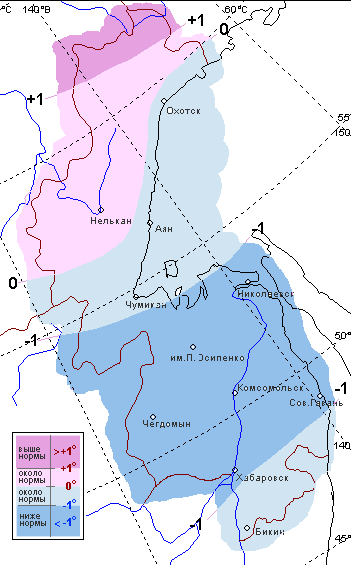 °С 140°В 60°С
+1 0
+1
Охотск
55°
150°
Нелькан
Аян
-1
0
Чумикан
Николаевск
-1
им.П. Осипенко
50°
Комсомольск
-1
Сов.Гавань
Чегдомын
140°
Хабаровск
-1
Бикин
45°
выше
нормы >+1°
+1°
около
нормы 0°
около
нормы -1°
ниже
нормы <-1°